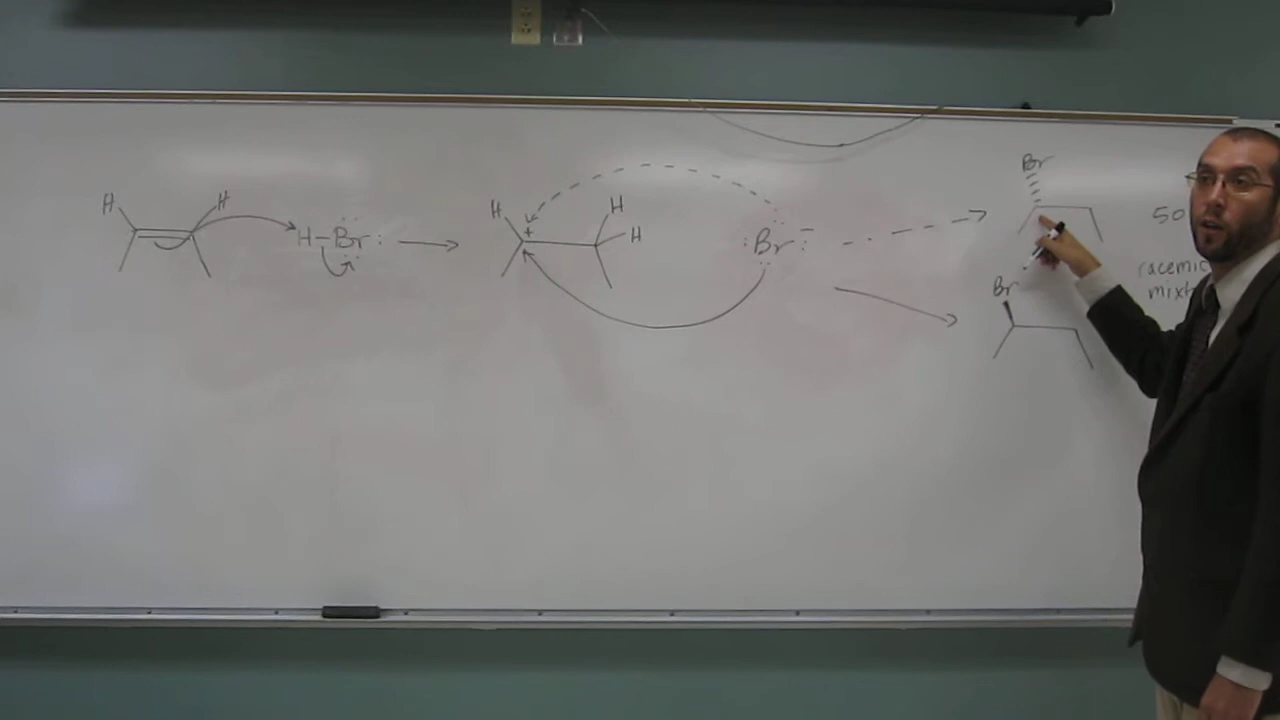 H H
H-Br:
H + H H
:Br:⁻
Br
50
racemic
mixt
Br